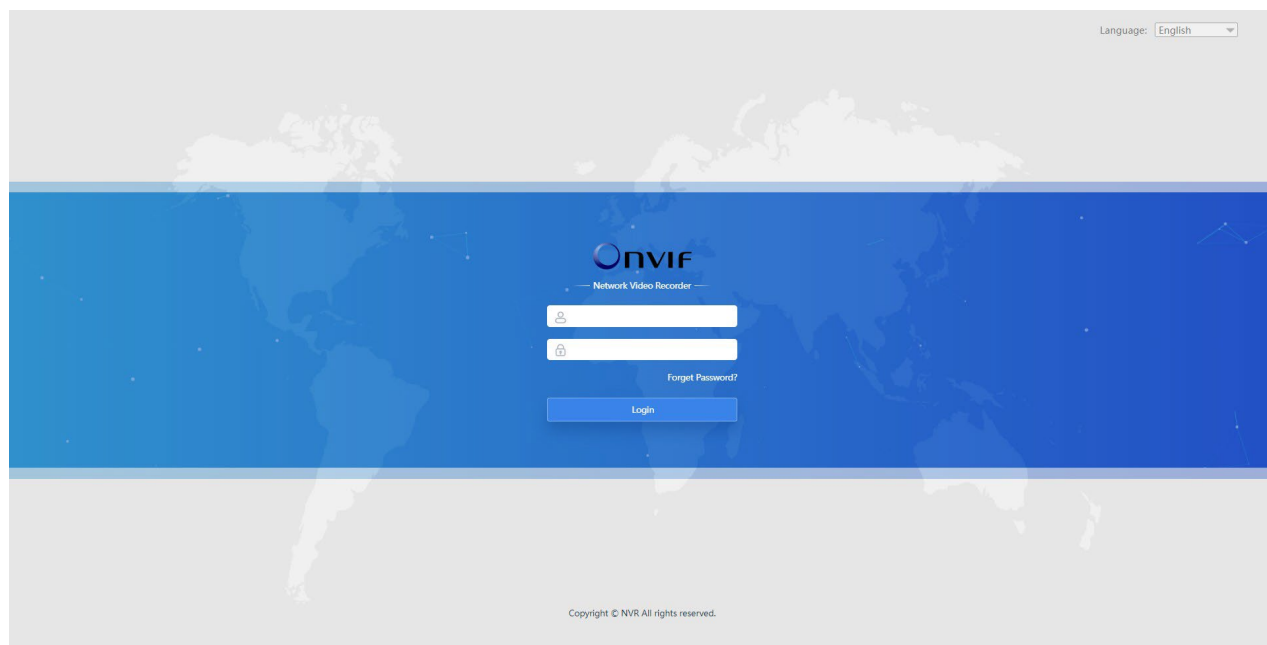 Language: English
Onvif
Network Video Recorder
Forget Password?
Login
Copyright © NVR All rights reserved.